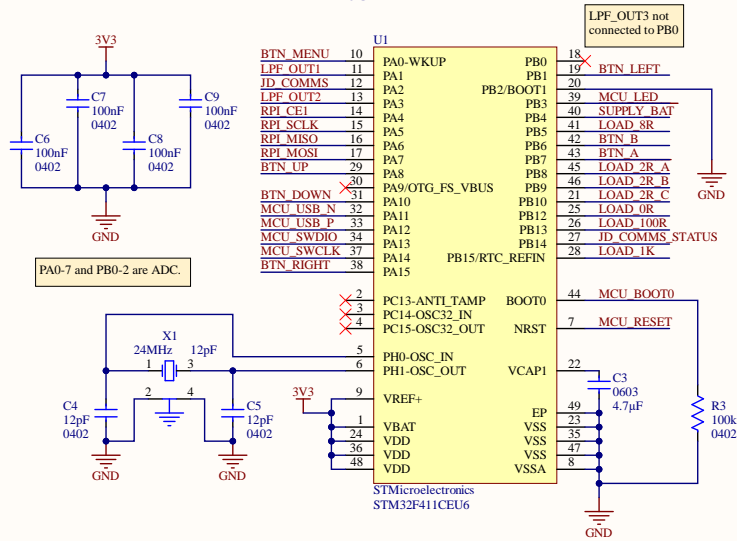 LPF_OUT3 not
connected to PB0
U1
3V3
C7
100nF
0402
C9
100nF
0402
C6
100nF
0402
C8
100nF
0402
GND
PA0-7 and PB0-2 are ADC.
BTN_MENU 10 PA0-WKUP
LPF_OUT1 11 PA1
JD_COMMS 12 PA2
LPF_OUT2 13 PA3
RPI_CE1 14 PA4
RPI_SCLK 15 PA5
RPI_MISO 16 PA6
RPI_MOSI 17 PA7
BTN_UP 29 PA8
30 PA9/OTG_FS_VBUS
BTN_DOWN 31 PA10
MCU_USB_N 32 PA11
MCU_USB_P 33 PA12
MCU_SWDIO 34 PA13
MCU_SWCLK 37 PA14
BTN_RIGHT 38 PA15
2 PC13-ANTI_TAMP
3 PC14-OSC32_IN
4 PC15-OSC32_OUT
5 PH0-OSC_IN
6 PH1-OSC_OUT
9 VREF+
1 VBAT
24 VDD
36 VDD
48 VDD
PB0 18
PB1 19 BTN_LEFT
PB2/BOOT1 20
PB3 39 MCU_LED
PB4 40 SUPPLY_BAT
PB5 41 LOAD_8R
PB6 42 BTN_B
PB7 43 BTN_A
PB8 45 LOAD_2R_A
PB9 46 LOAD_2R_B
PB10 21 LOAD_2R_C
PB12 25 LOAD_0R
PB13 26 LOAD_100R
PB14 27 JD_COMMS_STATUS
PB15/RTC_REFIN 28 LOAD_1K
GND
BOOT0 44 MCU_BOOT0
NRST 7 MCU_RESET
VCAP1 22
EP 49
VSS 23
VSS 35
VSS 47
VSSA 8
C3
0603
4.7µF
R3
100k
0402
GND
X1
24MHz 12pF
1 3
2 4
C4
12pF
0402
C5
12pF
0402
GND
GND
3V3
STMicroelectronics
STM32F411CEU6